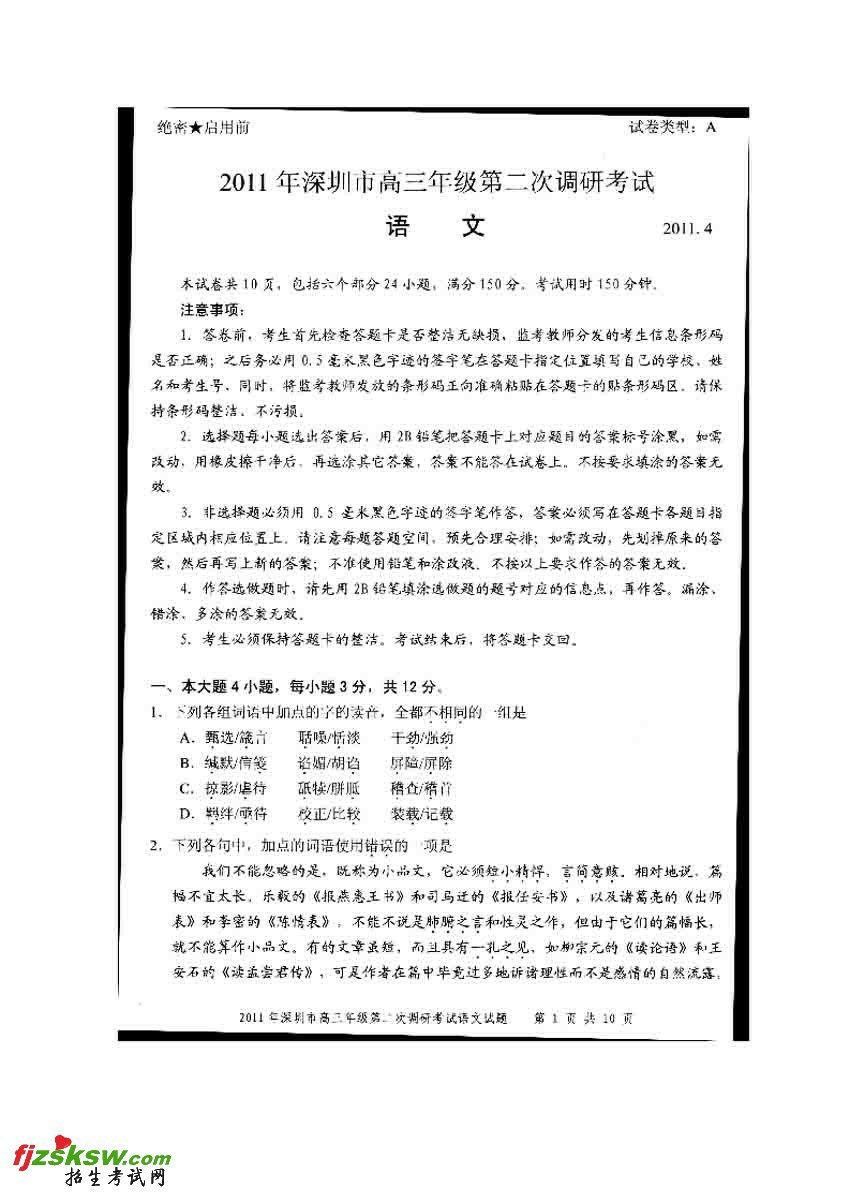 绝密★启用前
试卷类型：A
2011年深圳市高三年级第二次调研考试
语 文
2011.4
本试卷共10页，包括六个部分24小题，满分150分。考试用时150分钟。
注意事项：
1．答卷前，考生首先检查答题卡是否整洁无缺损，监考教师分发的考生信息条形码
是否正确；之后务必用0.5毫米黑色字迹的签字笔在答题卡指定位置填写自己的学校、姓
名和考生号，同时，将监考教师发放的条形码正向准确粘贴在答题卡的贴条形码区，请保
持条形码整洁、不污损。
2．选择题每小题选出答案后，用2B铅笔把答题卡上对应题目的答案标号涂黑，如需
改动，用橡皮擦干净后，再选涂其它答案，答案不能答在试卷上。不按要求填涂的答案无
效。
3．非选择题必须用 0.5 毫米黑色字迹的签字笔作答，答案必须写在答题卡各题目指
定区域内相应位置上，请注意每题答题空间，预先合理安排；如需改动，先划掉原来的答
案，然后再写上新的答案；不准使用铅笔和涂改液。不按以上要求作答的答案无效。
4．作答选做题时，请先用2B铅笔填涂选做题的题号对应的信息点，再作答。漏涂、
错涂、多涂的答案无效。
5．考生必须保持答题卡的整洁。考试结束后，将答题卡交回。
一、本大题4小题，每小题3分，共12分。
1．下列各组词语中加点的字的读音，全都不相同的一组是
A．甄选/箴言 聒噪/恬淡 干劲/强劲
B．缄默/信笺 谄媚/胡诌 屏障/屏除
C．掠影/虐待 舐犊/胼胝 稽查/稽首
D．羁绊/亟待 校正/比较 装载/记载
2．下列各句中，加点的词语使用错误的一项是
我们不能忽略的是，既称为小品文，它必须短小精悍，言简意赅。相对地说，篇
幅不宜太长。乐毅的《报燕惠王书》和司马迁的《报任安书》，以及诸葛亮的《出师
表》和李密的《陈情表》，不能不说是肺腑之言和性灵之作，但由于它们的篇幅长，
就不能算作小品文。有的文章虽短，而且具有一孔之见，如柳宗元的《读论语》和王
安石的《读孟尝君传》，可是作者在篇中毕竟过多地诉诸理性而不是感情的自然流露，
2011年深圳市高三年级第二次调研考试语文试题 第 1 页 共 10 页
fjzsksw.com
招生考试网